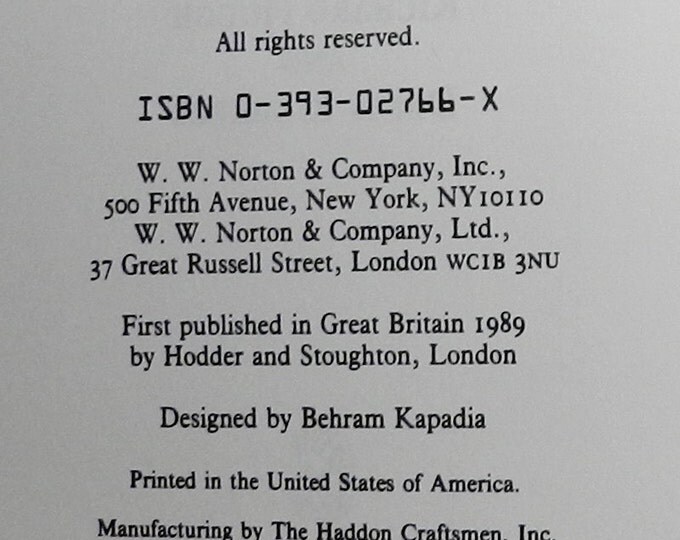 All rights reserved.
ISBN 0-393-02766-X
W. W. Norton & Company, Inc.,
500 Fifth Avenue, New York, NY10110
W. W. Norton & Company, Ltd.,
37 Great Russell Street, London WC1B 3NU
First published in Great Britain 1989
by Hodder and Stoughton, London
Designed by Behram Kapadia
Printed in the United States of America.
Manufacturing by The Haddon Craftsmen, Inc.